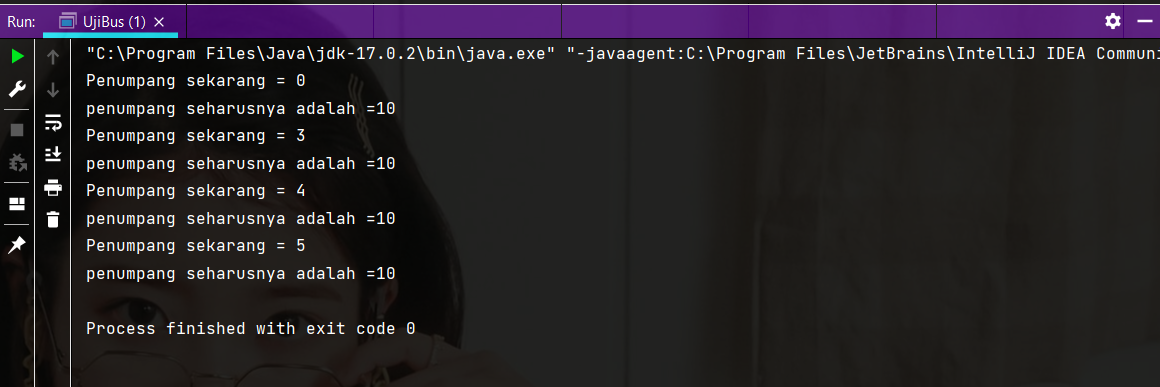 Run: UjiBus (1)
"C:\Program Files\Java\jdk-17.0.2\bin\java.exe" "-javaagent:C:\Program Files\JetBrains\IntelliJ IDEA Communi
Penumpang sekarang = 0
penumpang seharusnya adalah =10
Penumpang sekarang = 3
penumpang seharusnya adalah =10
Penumpang sekarang = 4
penumpang seharusnya adalah =10
Penumpang sekarang = 5
penumpang seharusnya adalah =10
Process finished with exit code 0